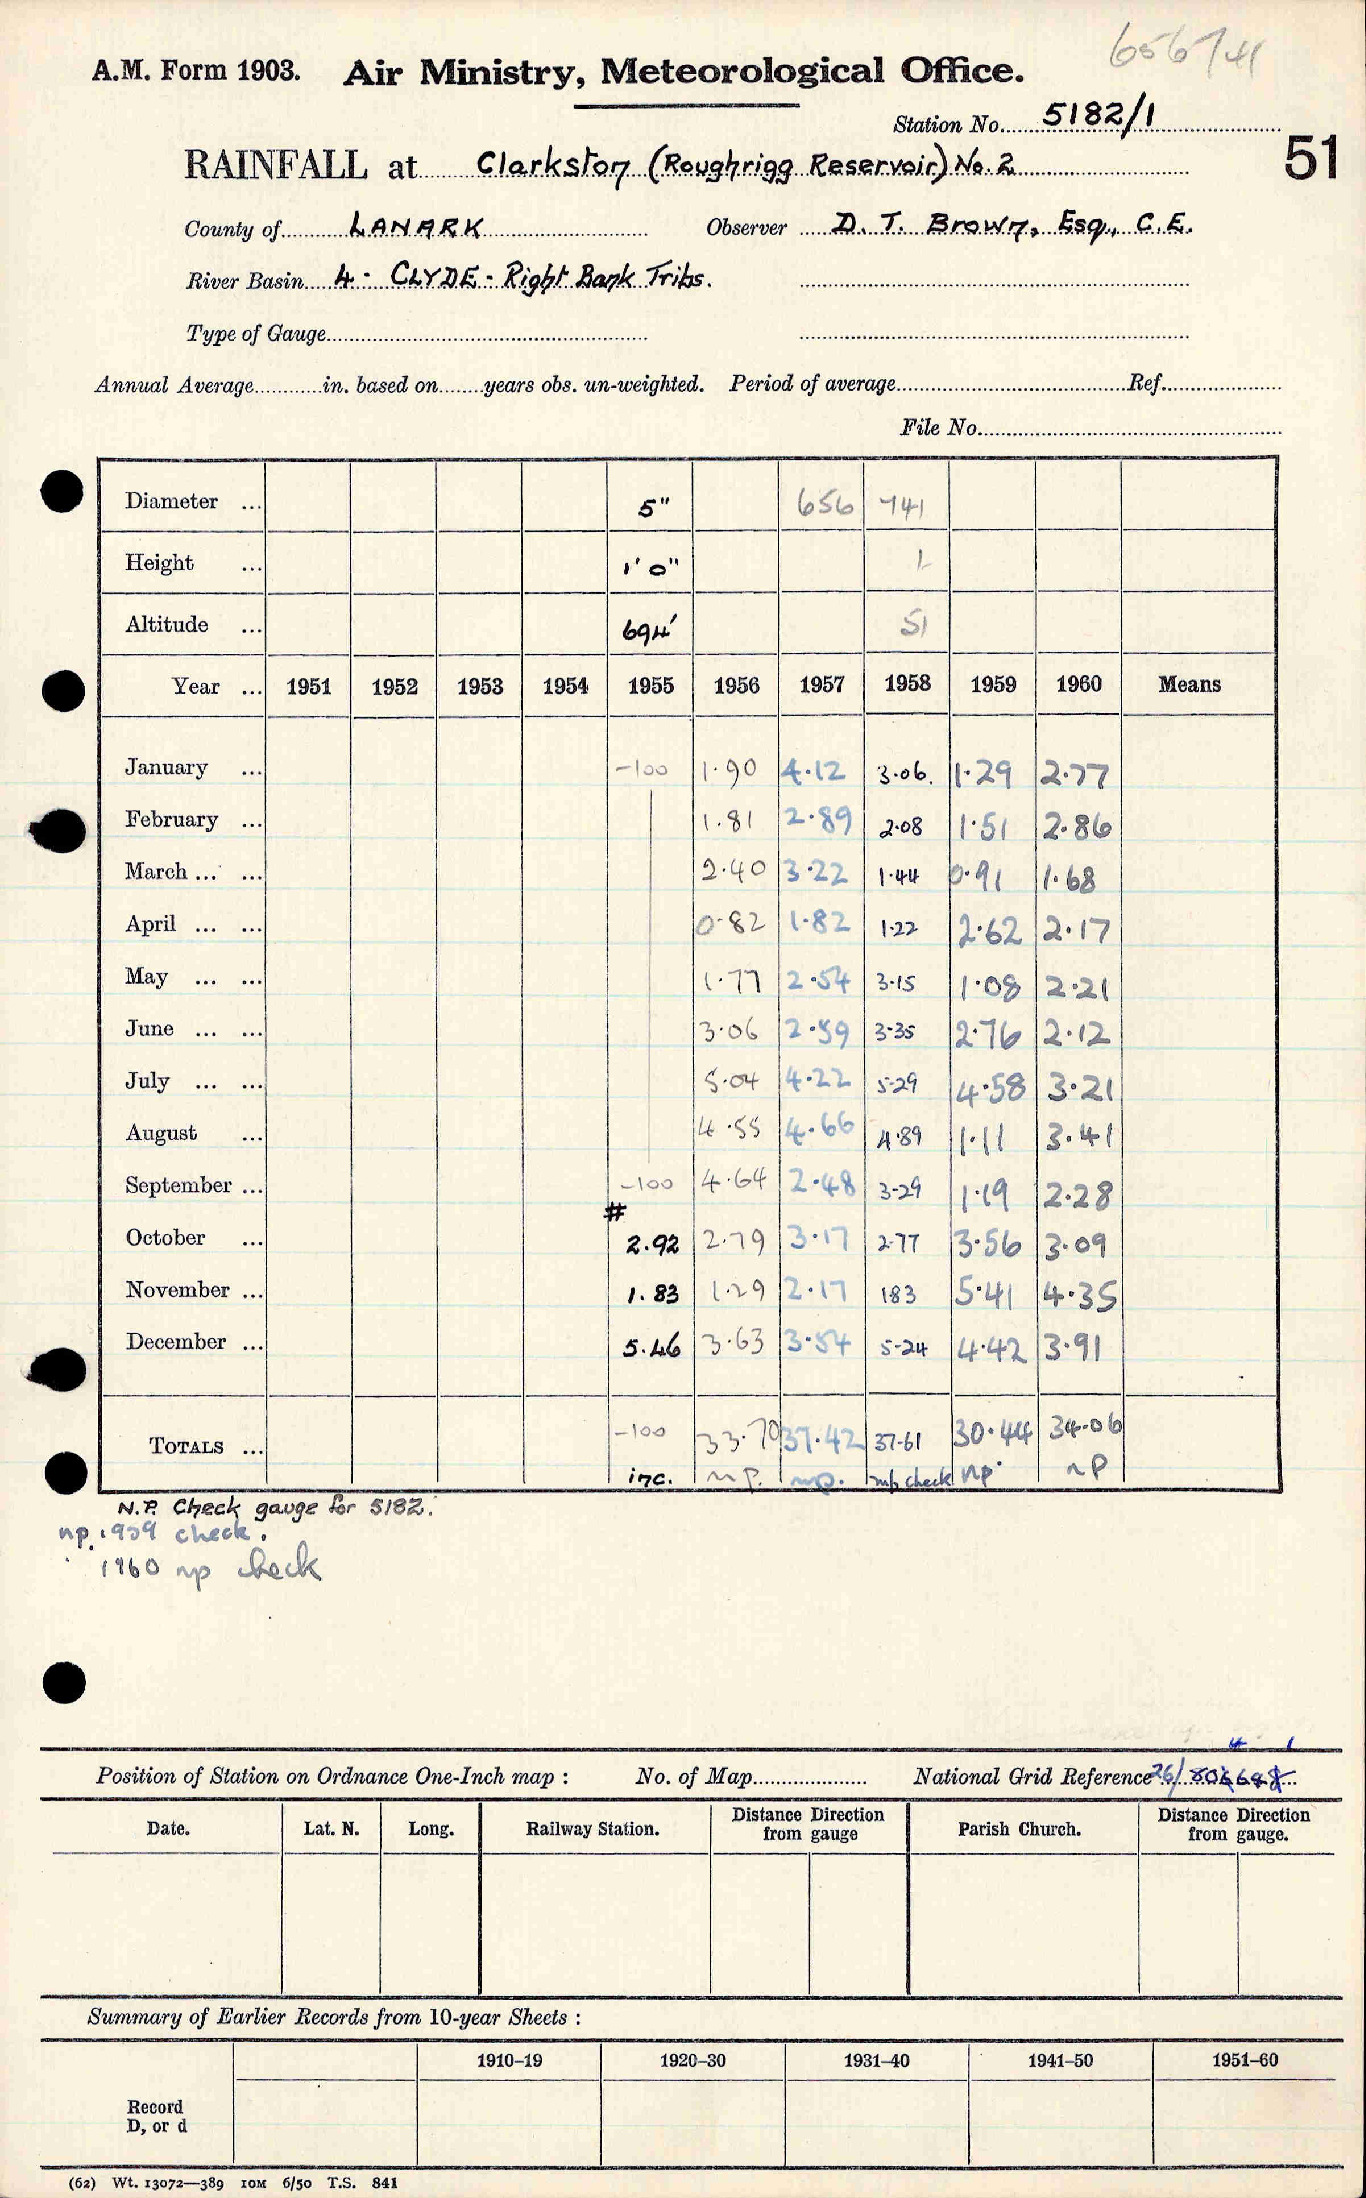 656741
A.M. Form 1903. Air Ministry, Meteorological Office.
Station No. 5182/1
51
RAINFALL at Clarkston (Roughrigg Reservoir) No. 2
County of LANARK Observer D. T. Brown, Esq., C.E.
River Basin 4 - CLYDE - Right Bank Tribs.
Type of Gauge
Annual Average in. based on years obs. un-weighted. Period of average Ref.
File No.
Diameter ... 5" 656 741
Height ... 1' 0" 1
Altitude ... 694' 51
Year ... 1951 1952 1953 1954 1955 1956 1957 1958 1959 1960 Means
January ... -100 1.90 4.12 3.06 1.29 2.77
February ... 1.81 2.89 2.08 1.51 2.86
March ... ... 2.40 3.22 1.44 0.91 1.68
April ... ... 0.82 1.82 1.22 2.62 2.17
May ... ... 1.77 2.54 3.15 1.08 2.21
June ... ... 3.06 2.59 3.35 2.76 2.12
July ... ... 5.04 4.22 5.29 4.58 3.21
August ... 4.55 4.66 4.89 1.11 3.41
September ... -100 4.64 2.48 3.29 1.19 2.28
#
October ... 2.92 2.79 3.17 2.77 3.56 3.09
November ... 1.83 1.29 2.17 1.83 5.41 4.35
December ... 5.46 3.63 3.54 5.24 4.42 3.91
TOTALS ... -100 33.70 37.42 37.61 30.44 34.06
inc. n.p. n.p. n/p check np. nP
N.P. Check gauge for 5182.
np. 1959 check.
1960 np check
4 1
Position of Station on Ordnance One-Inch map : No. of Map National Grid Reference 26/
Date. Lat. N. Long. Railway Station. Distance Direction from gauge Parish Church. Distance Direction from gauge.
Summary of Earlier Records from 10-year Sheets :
1910–19 1920–30 1931–40 1941–50 1951–60
Record
D, or d
(62) Wt. 13072—389 10M 6/50 T.S. 841